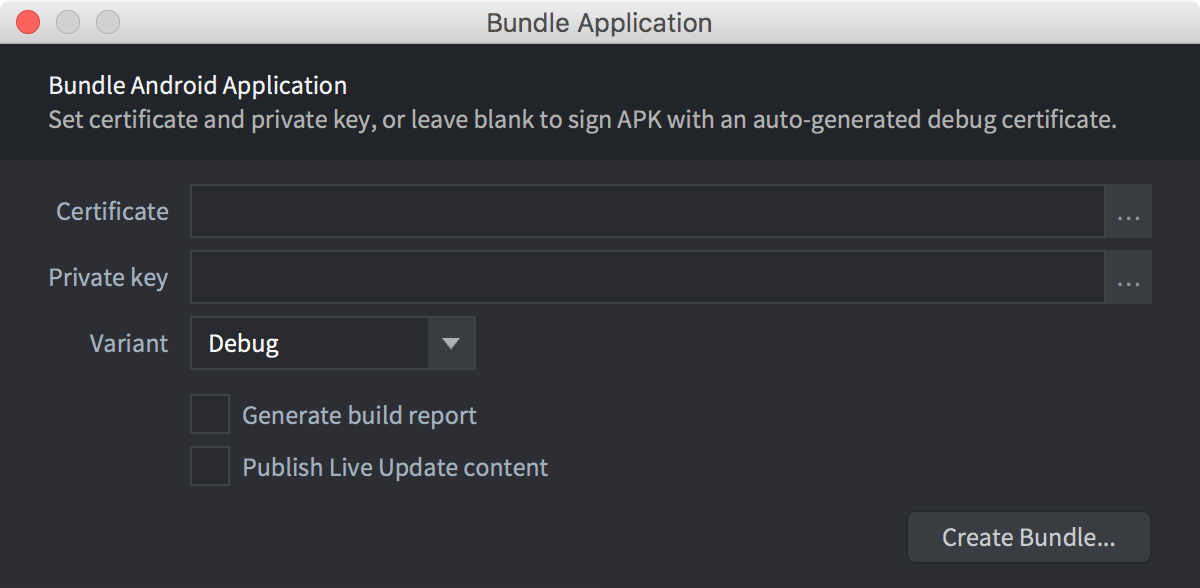 Bundle Application
Bundle Android Application
Set certificate and private key, or leave blank to sign APK with an auto-generated debug certificate.
Certificate ...
Private key ...
Variant Debug
Generate build report
Publish Live Update content
Create Bundle...